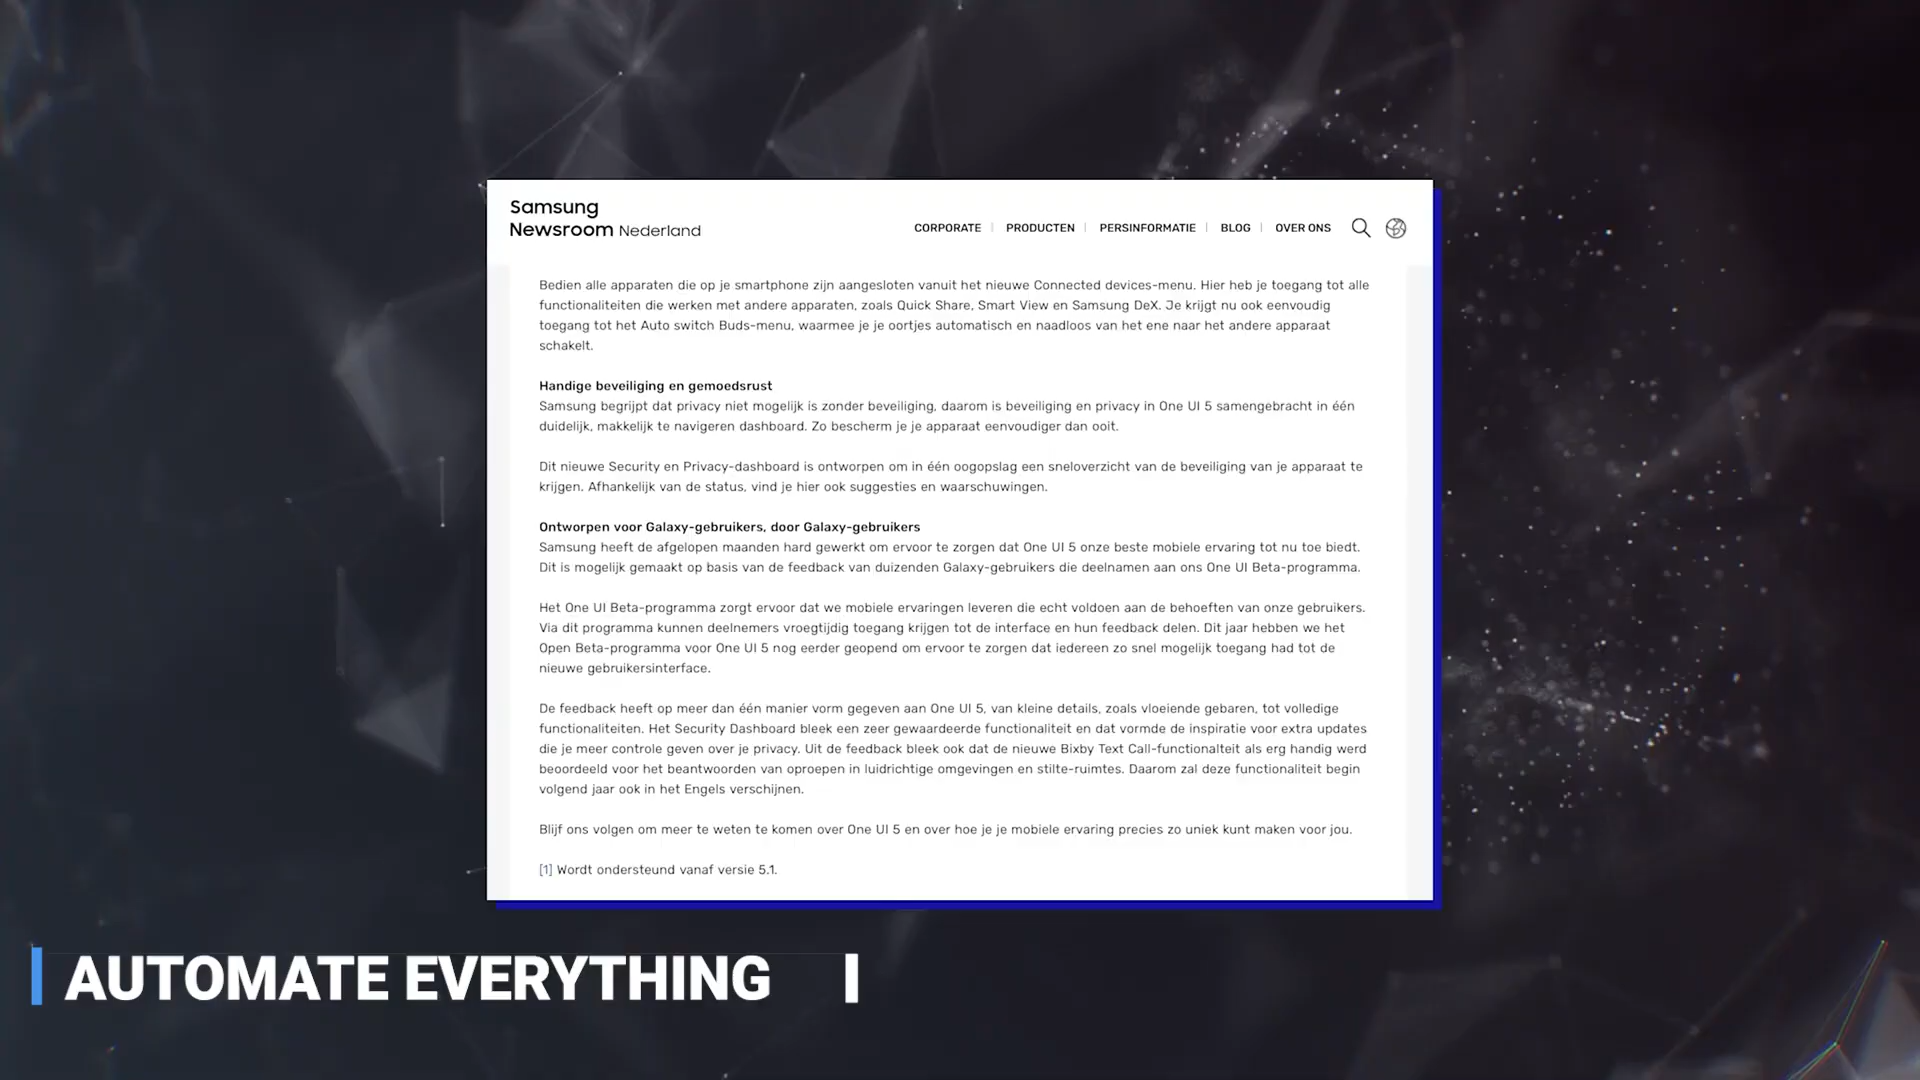 Samsung
Newsroom Nederland
CORPORATE | PRODUCTEN | PERSINFORMATIE | BLOG | OVER ONS
Bedien alle apparaten die op je smartphone zijn aangesloten vanuit het nieuwe Connected devices-menu. Hier heb je toegang tot alle
functionaliteiten die werken met andere apparaten, zoals Quick Share, Smart View en Samsung DeX. Je krijgt nu ook eenvoudig
toegang tot het Auto switch Buds-menu, waarmee je je oortjes automatisch en naadloos van het ene naar het andere apparaat
schakelt.
Handige beveiliging en gemoedsrust
Samsung begrijpt dat privacy niet mogelijk is zonder beveiliging, daarom is beveiliging en privacy in One UI 5 samengebracht in één
duidelijk, makkelijk te navigeren dashboard. Zo bescherm je je apparaat eenvoudiger dan ooit.
Dit nieuwe Security en Privacy-dashboard is ontworpen om in één oogopslag een sneloverzicht van de beveiliging van je apparaat te
krijgen. Afhankelijk van de status, vind je hier ook suggesties en waarschuwingen.
Ontworpen voor Galaxy-gebruikers, door Galaxy-gebruikers
Samsung heeft de afgelopen maanden hard gewerkt om ervoor te zorgen dat One UI 5 onze beste mobiele ervaring tot nu toe biedt.
Dit is mogelijk gemaakt op basis van de feedback van duizenden Galaxy-gebruikers die deelnamen aan ons One UI Beta-programma.
Het One UI Beta-programma zorgt ervoor dat we mobiele ervaringen leveren die echt voldoen aan de behoeften van onze gebruikers.
Via dit programma kunnen deelnemers vroegtijdig toegang krijgen tot de interface en hun feedback delen. Dit jaar hebben we het
Open Beta-programma voor One UI 5 nog eerder geopend om ervoor te zorgen dat iedereen zo snel mogelijk toegang had tot de
nieuwe gebruikersinterface.
De feedback heeft op meer dan één manier vorm gegeven aan One UI 5, van kleine details, zoals vloeiende gebaren, tot volledige
functionaliteiten. Het Security Dashboard bleek een zeer gewaardeerde functionaliteit en dat vormde de inspiratie voor extra updates
die je meer controle geven over je privacy. Uit de feedback bleek ook dat de nieuwe Bixby Text Call-functionalteit als erg handig werd
beoordeeld voor het beantwoorden van oproepen in luidrichtige omgevingen en stilte-ruimtes. Daarom zal deze functionaliteit begin
volgend jaar ook in het Engels verschijnen.
Blijf ons volgen om meer te weten te komen over One UI 5 en over hoe je je mobiele ervaring precies zo uniek kunt maken voor jou.
[1] Wordt ondersteund vanaf versie 5.1.
AUTOMATE EVERYTHING